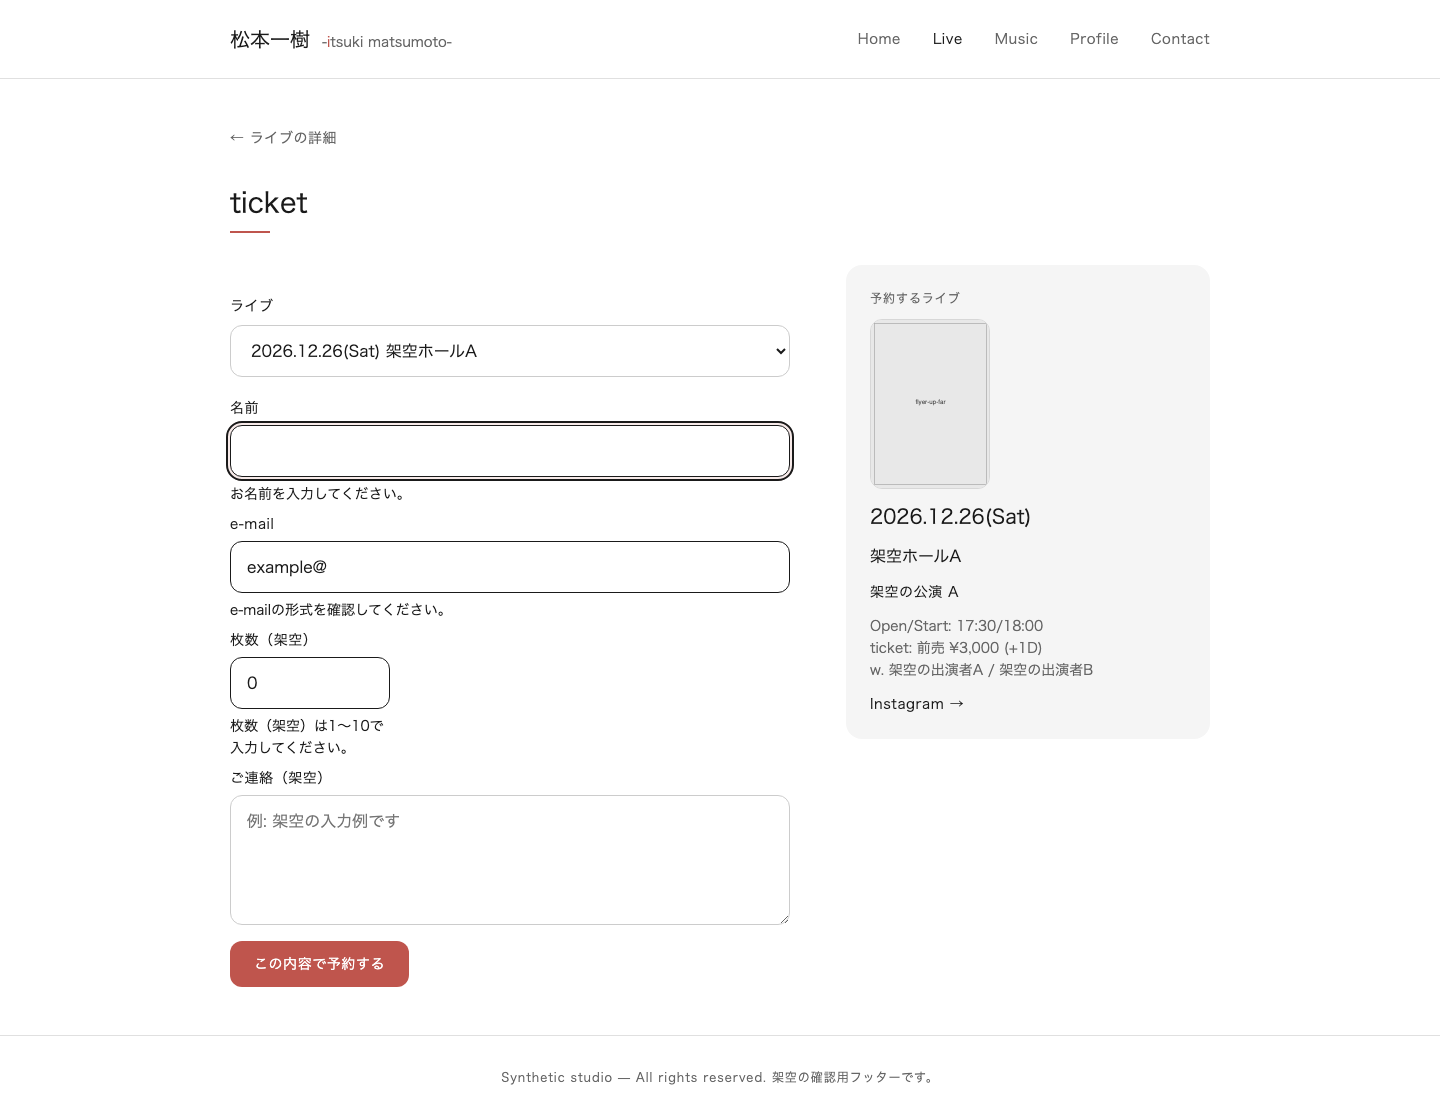 松本一樹 -itsuki matsumoto-
Home Live Music Profile Contact
← ライブの詳細
ticket
ライブ
2026.12.26(Sat) 架空ホールA
名前
お名前を入力してください。
e-mail
example@
e-mailの形式を確認してください。
枚数（架空）
0
枚数（架空）は1〜10で
入力してください。
ご連絡（架空）
例: 架空の入力例です
この内容で予約する
予約するライブ
flyer-up-far
2026.12.26(Sat)
架空ホールA
架空の公演 A
Open/Start: 17:30/18:00
ticket: 前売 ¥3,000 (+1D)
w. 架空の出演者A / 架空の出演者B
Instagram →
Synthetic studio — All rights reserved. 架空の確認用フッターです。